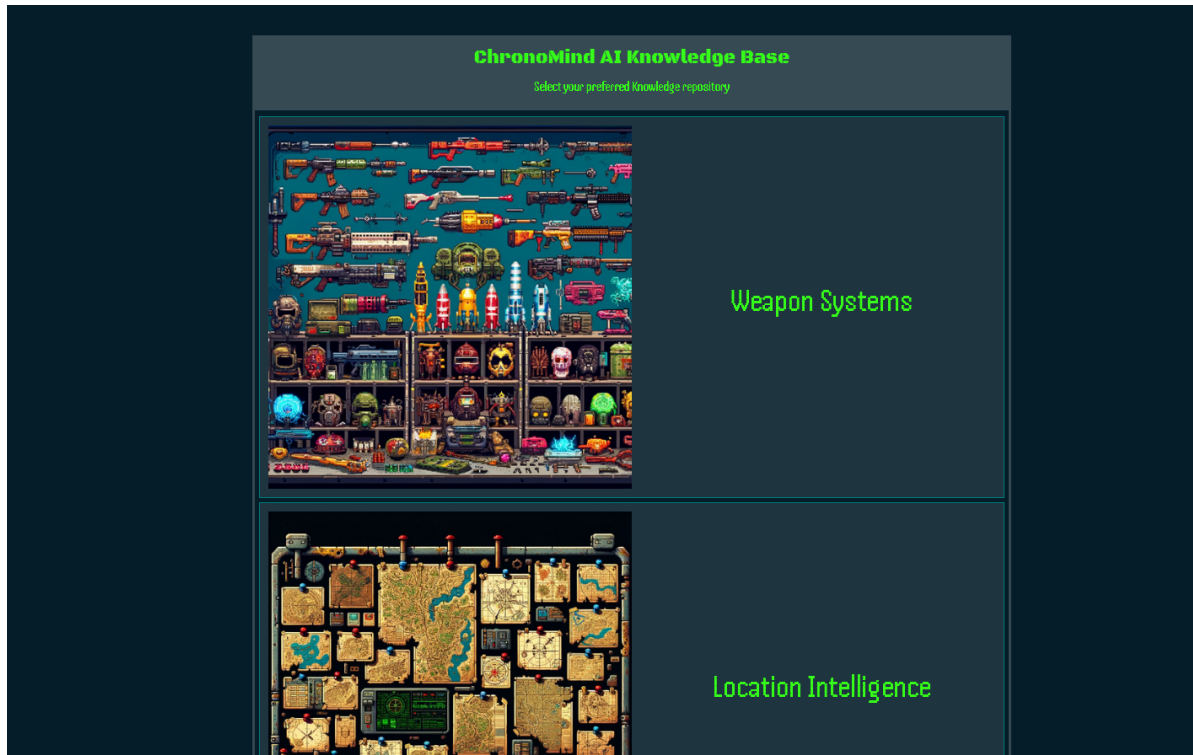 ChronoMind AI Knowledge Base
Select your preferred Knowledge repository
Weapon Systems
Location Intelligence